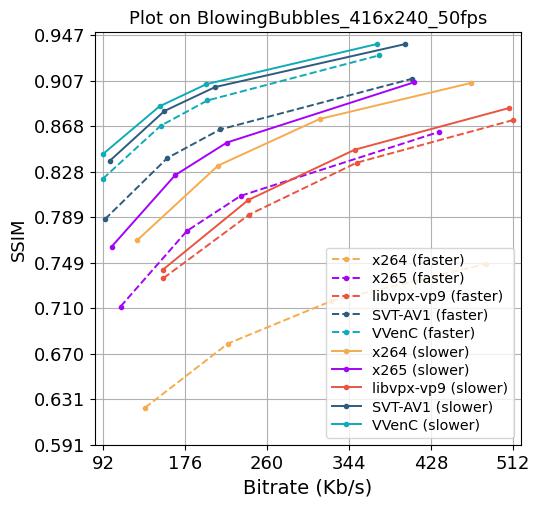 Plot on BlowingBubbles_416x240_50fps
0.947
0.907
0.868
0.828
0.789
0.749
0.710
0.670
0.631
0.591
SSIM
x264 (faster)
x265 (faster)
libvpx-vp9 (faster)
SVT-AV1 (faster)
VVenC (faster)
x264 (slower)
x265 (slower)
libvpx-vp9 (slower)
SVT-AV1 (slower)
VVenC (slower)
92 176 260 344 428 512
Bitrate (Kb/s)